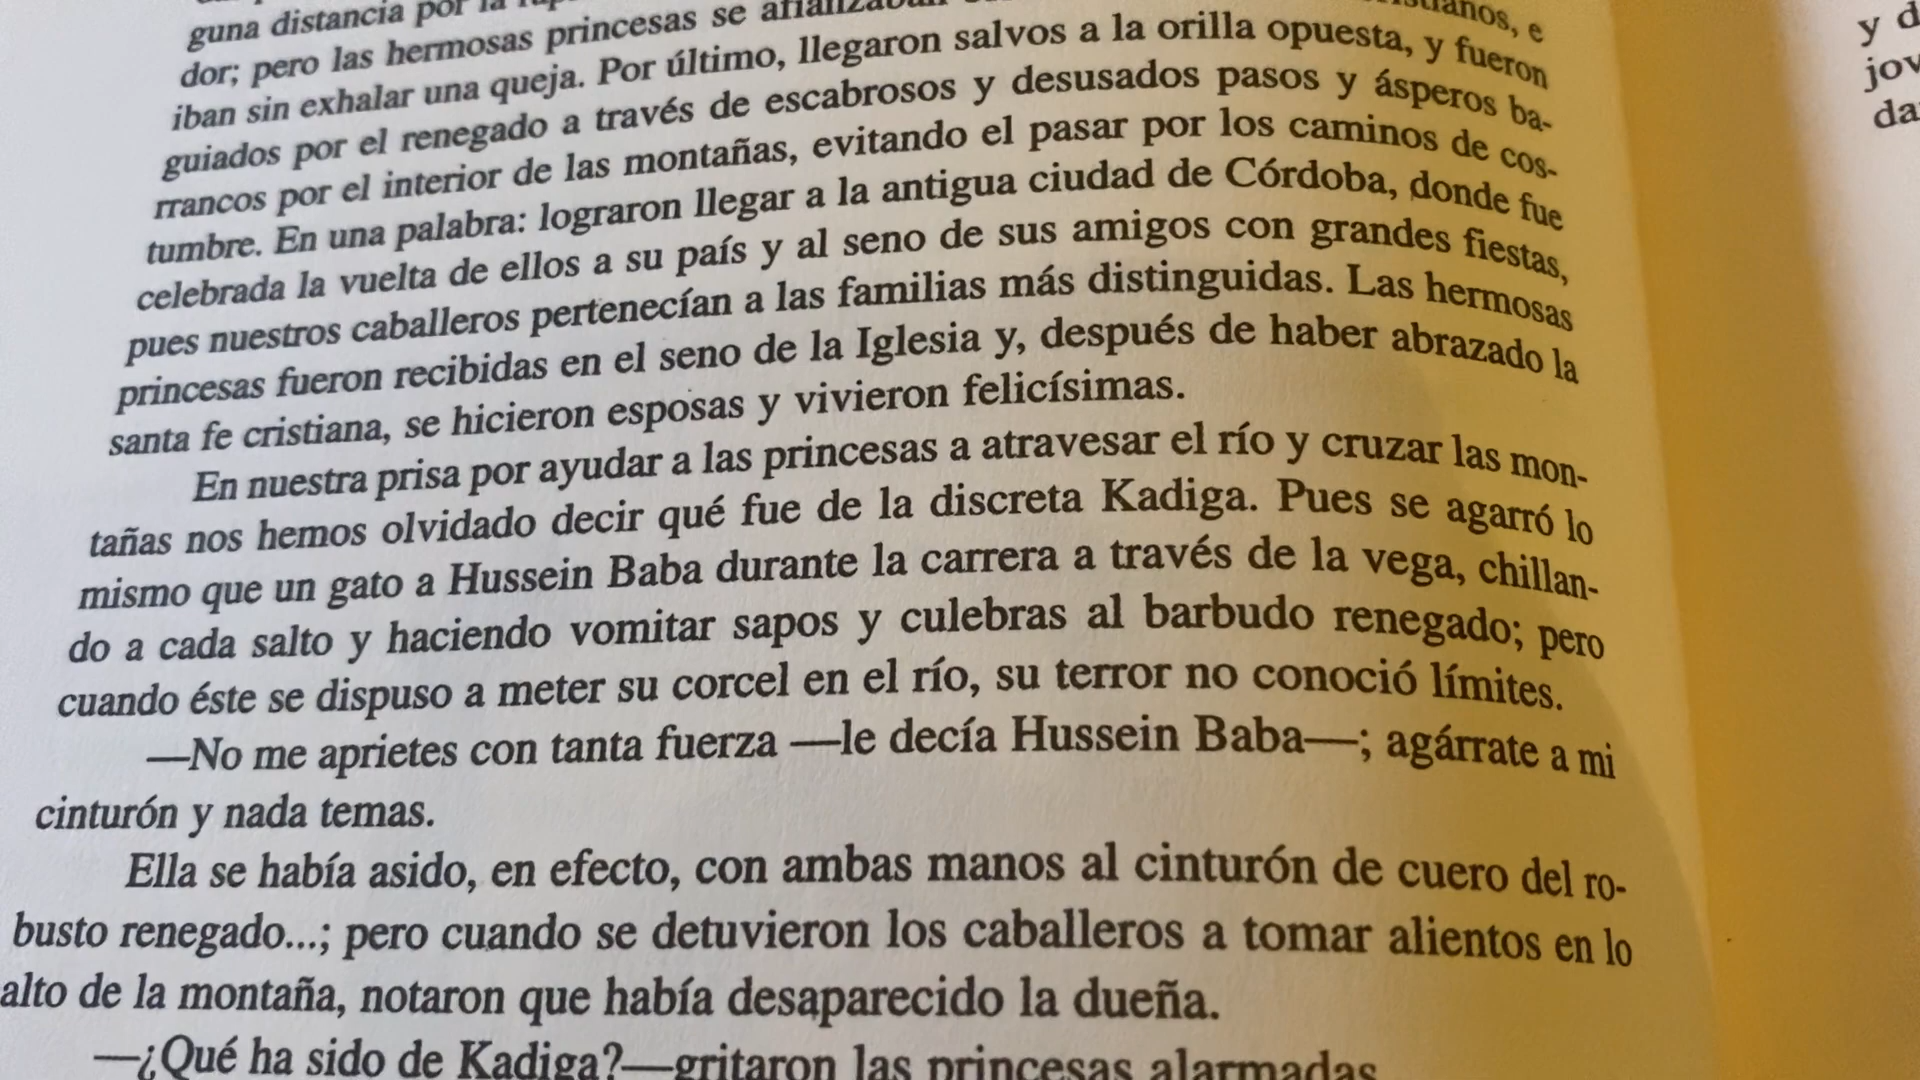 guna distancia por la
dor; pero las hermosas princesas se afianzaban
iban sin exhalar una queja. Por último, llegaron salvos a la orilla opuesta, y fueron
guiados por el renegado a través de escabrosos y desusados pasos y ásperos ba-
rrancos por el interior de las montañas, evitando el pasar por los caminos de cos-
tumbre. En una palabra: lograron llegar a la antigua ciudad de Córdoba, donde fue
celebrada la vuelta de ellos a su país y al seno de sus amigos con grandes fiestas,
pues nuestros caballeros pertenecían a las familias más distinguidas. Las hermosas
princesas fueron recibidas en el seno de la Iglesia y, después de haber abrazado la
santa fe cristiana, se hicieron esposas y vivieron felicísimas.
En nuestra prisa por ayudar a las princesas a atravesar el río y cruzar las mon-
tañas nos hemos olvidado decir qué fue de la discreta Kadiga. Pues se agarró lo
mismo que un gato a Hussein Baba durante la carrera a través de la vega, chillan-
do a cada salto y haciendo vomitar sapos y culebras al barbudo renegado; pero
cuando éste se dispuso a meter su corcel en el río, su terror no conoció límites.
—No me aprietes con tanta fuerza —le decía Hussein Baba—; agárrate a mi
cinturón y nada temas.
Ella se había asido, en efecto, con ambas manos al cinturón de cuero del ro-
busto renegado...; pero cuando se detuvieron los caballeros a tomar alientos en lo
alto de la montaña, notaron que había desaparecido la dueña.
—¿Qué ha sido de Kadiga?—gritaron las princesas alarmadas
y d
jov
da